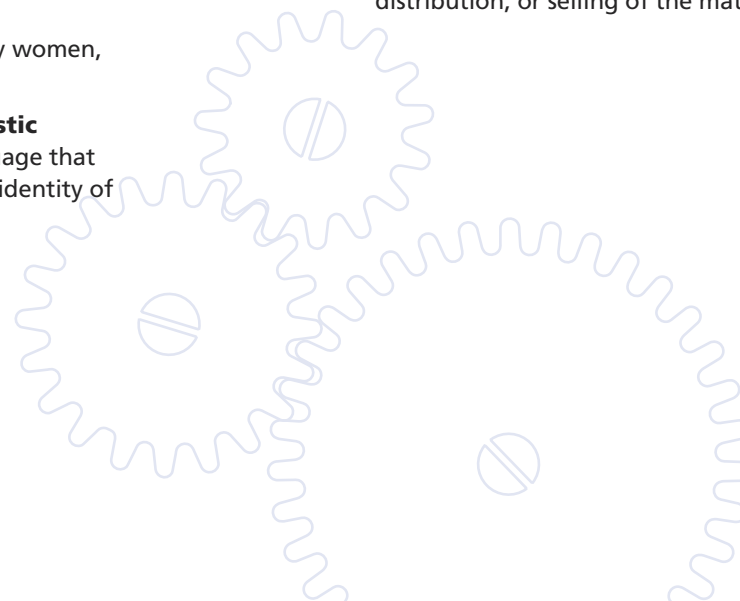 y women,
stic
age that
identity of
distribution, or selling of the mat